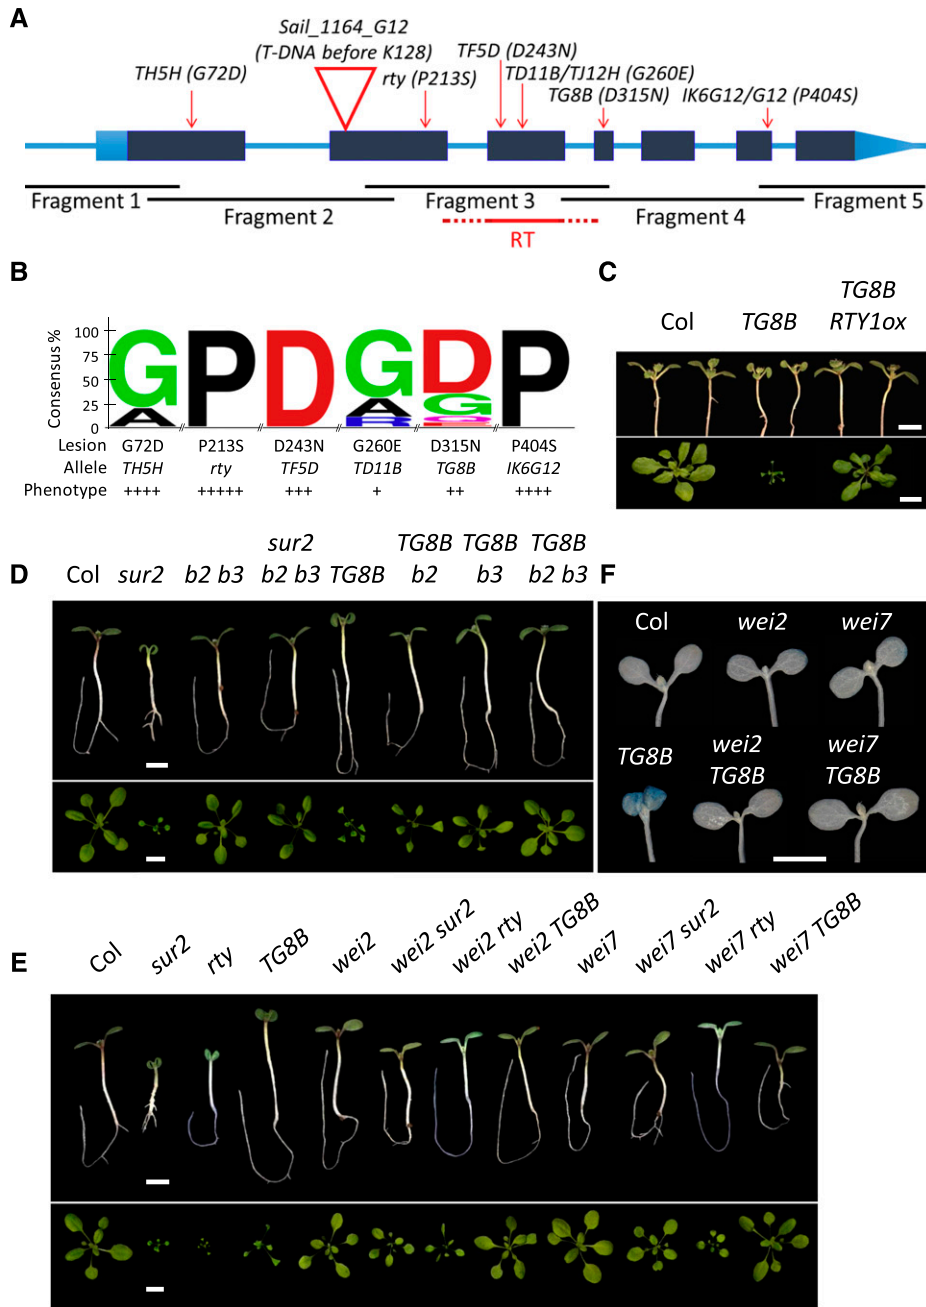 A
Sail_1164_G12
(T-DNA before K128)
TH5H (G72D)
rty (P213S)
TF5D (D243N)
TD11B/TJ12H (G260E)
TG8B (D315N)
IK6G12/G12 (P404S)
Fragment 1
Fragment 2
Fragment 3
Fragment 4
Fragment 5
RT
B
Consensus %
100
75
50
25
0
G A P D G A R D G P
Lesion G72D P213S D243N G260E D315N P404S
Allele TH5H rty TF5D TD11B TG8B IK6G12
Phenotype ++++ +++++ +++ + ++ ++++
C
Col
TG8B
TG8B
RTY1ox
D
Col
sur2
b2 b3
sur2
b2 b3
TG8B
TG8B
b2
TG8B
b3
TG8B
b2 b3
F
Col
wei2
wei7
TG8B
wei2
TG8B
wei7
TG8B
E
Col
sur2
rty
TG8B
wei2
wei2 sur2
wei2 rty
wei2 TG8B
wei7
wei7 sur2
wei7 rty
wei7 TG8B